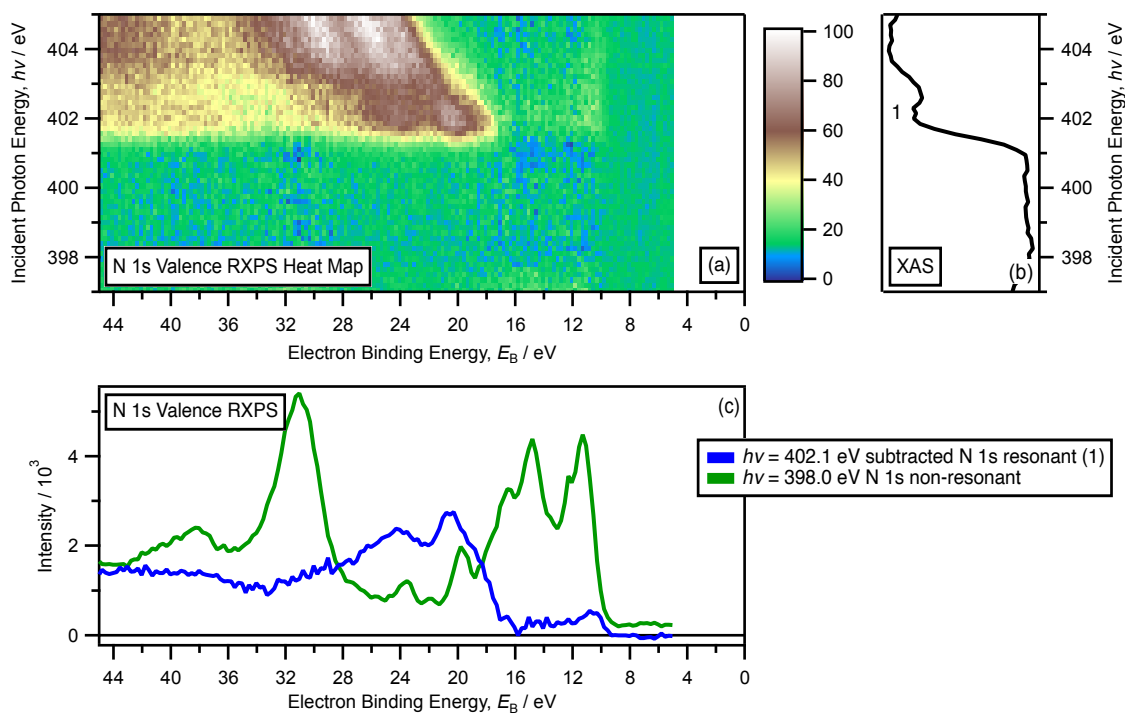 404
402
400
398
Incident Photon Energy, hν / eV
N 1s Valence RXPS Heat Map
(a)
44 40 36 32 28 24 20 16 12 8 4 0
Electron Binding Energy, E_B / eV
100
80
60
40
20
0
1
XAS
(b)
404
402
400
398
Incident Photon Energy, hν / eV
N 1s Valence RXPS
(c)
4
2
0
Intensity / 10³
44 40 36 32 28 24 20 16 12 8 4 0
Electron Binding Energy, E_B / eV
hν = 402.1 eV subtracted N 1s resonant (1)
hν = 398.0 eV N 1s non-resonant